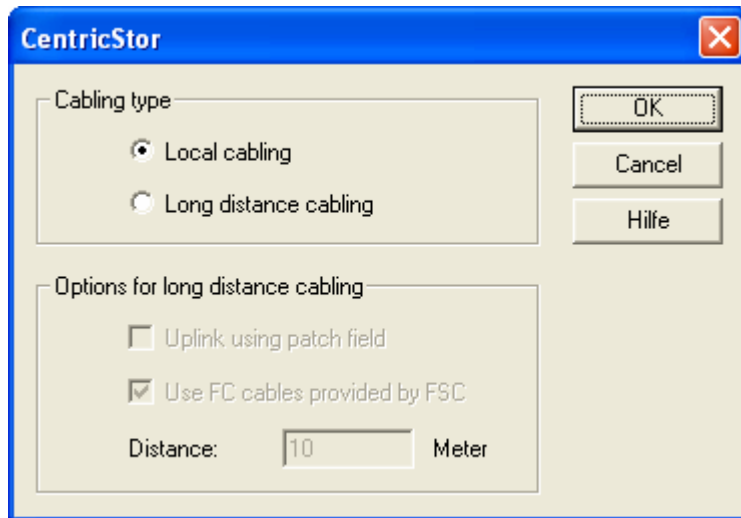 CentricStor
Cabling type
Local cabling
Long distance cabling
OK
Cancel
Hilfe
Options for long distance cabling
Uplink using patch field
Use FC cables provided by FSC
Distance: 10 Meter